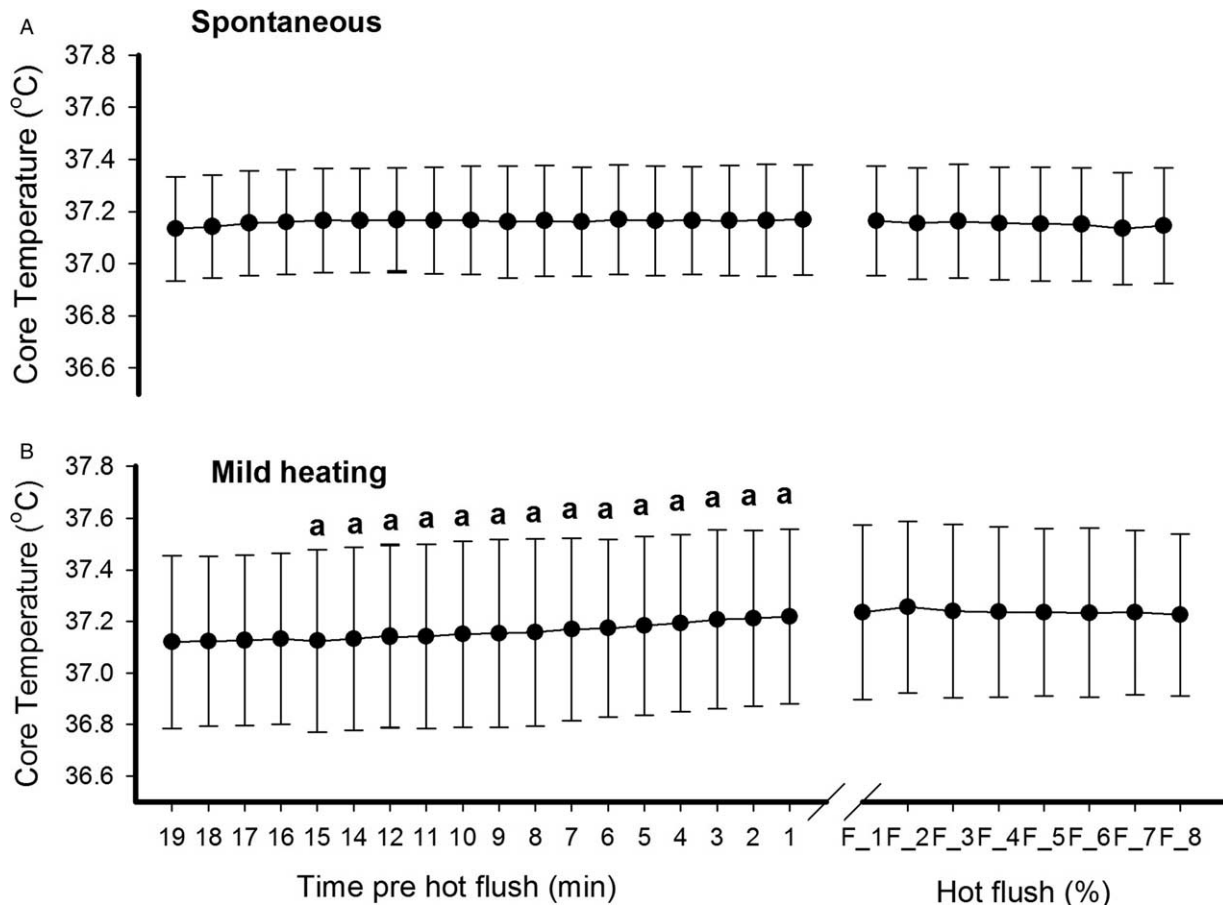 A
Spontaneous
Core Temperature (°C)
37.8
37.6
37.4
37.2
37.0
36.8
36.6
B
Mild heating
Core Temperature (°C)
37.8
37.6
37.4
37.2
37.0
36.8
36.6
a a a a a a a a a a a a a a
19 18 17 16 15 14 12 11 10 9 8 7 6 5 4 3 2 1
F_1 F_2 F_3 F_4 F_5 F_6 F_7 F_8
Time pre hot flush (min)
Hot flush (%)